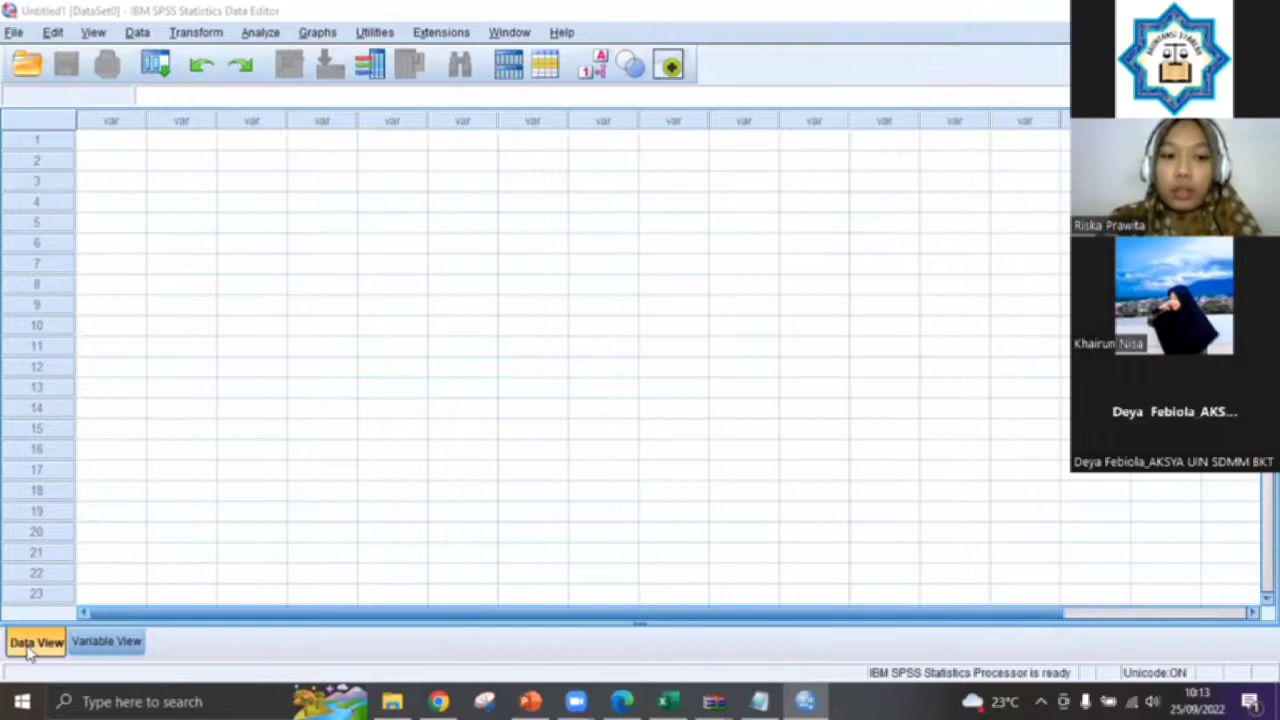 Untitled1 [DataSet0] - IBM SPSS Statistics Data Editor
File Edit View Data Transform Analyze Graphs Utilities Extensions Window Help
var var var var var var var var var var var var var var
1
2
3
4
5
6
7
8
9
10
11
12
13
14
15
16
17
18
19
20
21
22
23
Data View Variable View
IBM SPSS Statistics Processor is ready Unicode:ON
Type here to search
23°C
10:13
25/09/2022
AKUNTANSI SYARIAH
Riska Prawita
Khairun Nisa
Deya Febiola_AKS...
Deya Febiola_AKSYA UIN SDMM BKT